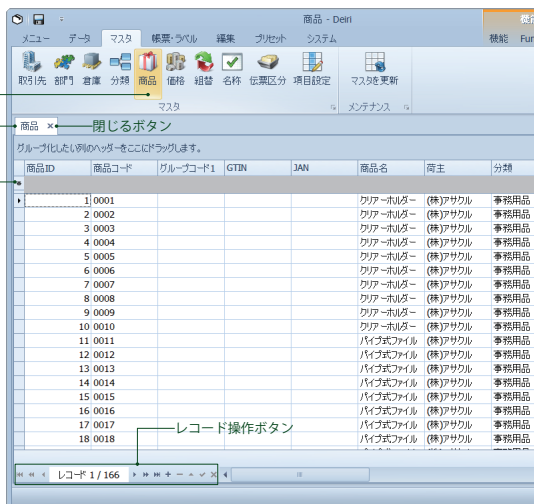 商品 - Deiri
メニュー データ マスタ 帳票・ラベル 編集 プリセット システム 機能
取引先 部門 倉庫 分類 商品 価格 組替 名称 伝票区分 項目設定 マスタを更新
マスタ メンテナンス
商品 × 閉じるボタン
グループ化したい列のヘッダーをここにドラッグします。
商品ID 商品コード グループコード1 GTIN JAN 商品名 荷主 分類
1 0001 クリアーホルダー (株)アサクル 事務用品
2 0002 クリアーホルダー (株)アサクル 事務用品
3 0003 クリアーホルダー (株)アサクル 事務用品
4 0004 クリアーホルダー (株)アサクル 事務用品
5 0005 クリアーホルダー (株)アサクル 事務用品
6 0006 クリアーホルダー (株)アサクル 事務用品
7 0007 クリアーホルダー (株)アサクル 事務用品
8 0008 クリアーホルダー (株)アサクル 事務用品
9 0009 クリアーホルダー (株)アサクル 事務用品
10 0010 クリアーホルダー (株)アサクル 事務用品
11 0011 パイプ式ファイル (株)アサクル 事務用品
12 0012 パイプ式ファイル (株)アサクル 事務用品
13 0013 パイプ式ファイル (株)アサクル 事務用品
14 0014 パイプ式ファイル (株)アサクル 事務用品
15 0015 パイプ式ファイル (株)アサクル 事務用品
16 0016 パイプ式ファイル (株)アサクル 事務用品
17 0017 パイプ式ファイル (株)アサクル 事務用品
18 0018 パイプ式ファイル (株)アサクル 事務用品
レコード操作ボタン
レコード 1 / 166